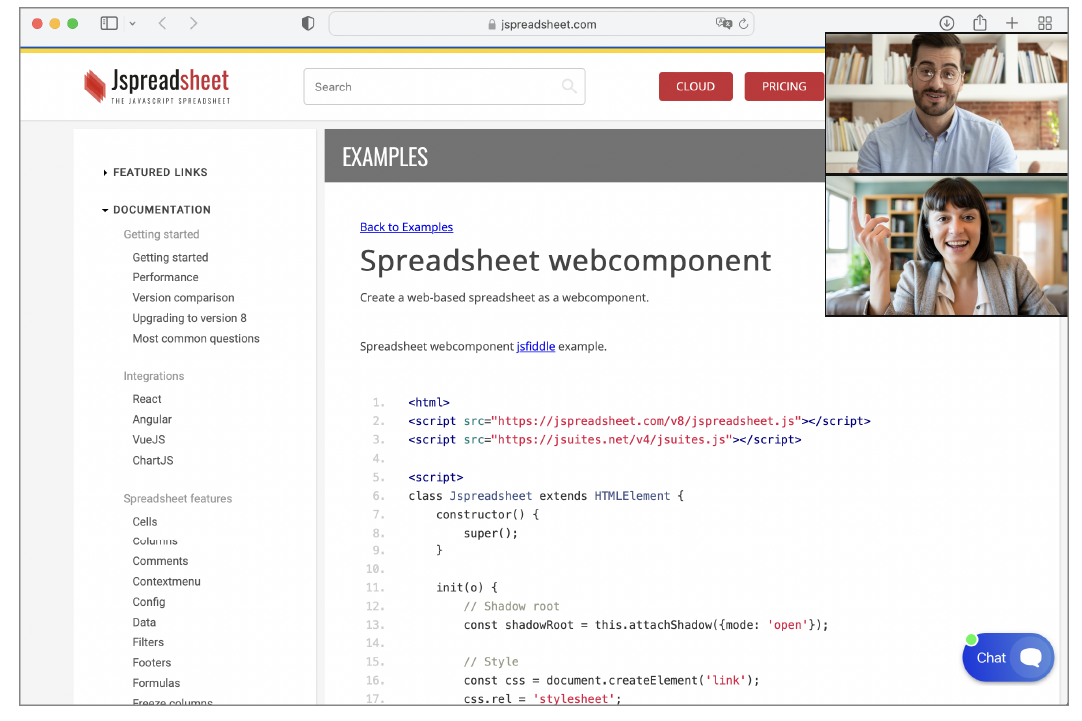 jspreadsheet.com
Jspreadsheet
THE JAVASCRIPT SPREADSHEET
Search
CLOUD
PRICING
FEATURED LINKS
DOCUMENTATION
Getting started
Getting started
Performance
Version comparison
Upgrading to version 8
Most common questions
Integrations
React
Angular
VueJS
ChartJS
Spreadsheet features
Cells
Columns
Comments
Contextmenu
Config
Data
Filters
Footers
Formulas
Freeze columns
EXAMPLES
Back to Examples
Spreadsheet webcomponent
Create a web-based spreadsheet as a webcomponent.
Spreadsheet webcomponent jsfiddle example.
1. <html>
2. <script src="https://jspreadsheet.com/v8/jspreadsheet.js"></script>
3. <script src="https://jsuites.net/v4/jsuites.js"></script>
4.
5. <script>
6. class Jspreadsheet extends HTMLElement {
7. constructor() {
8. super();
9. }
10.
11. init(o) {
12. // Shadow root
13. const shadowRoot = this.attachShadow({mode: 'open'});
14.
15. // Style
16. const css = document.createElement('link');
17. css.rel = 'stylesheet';
Chat